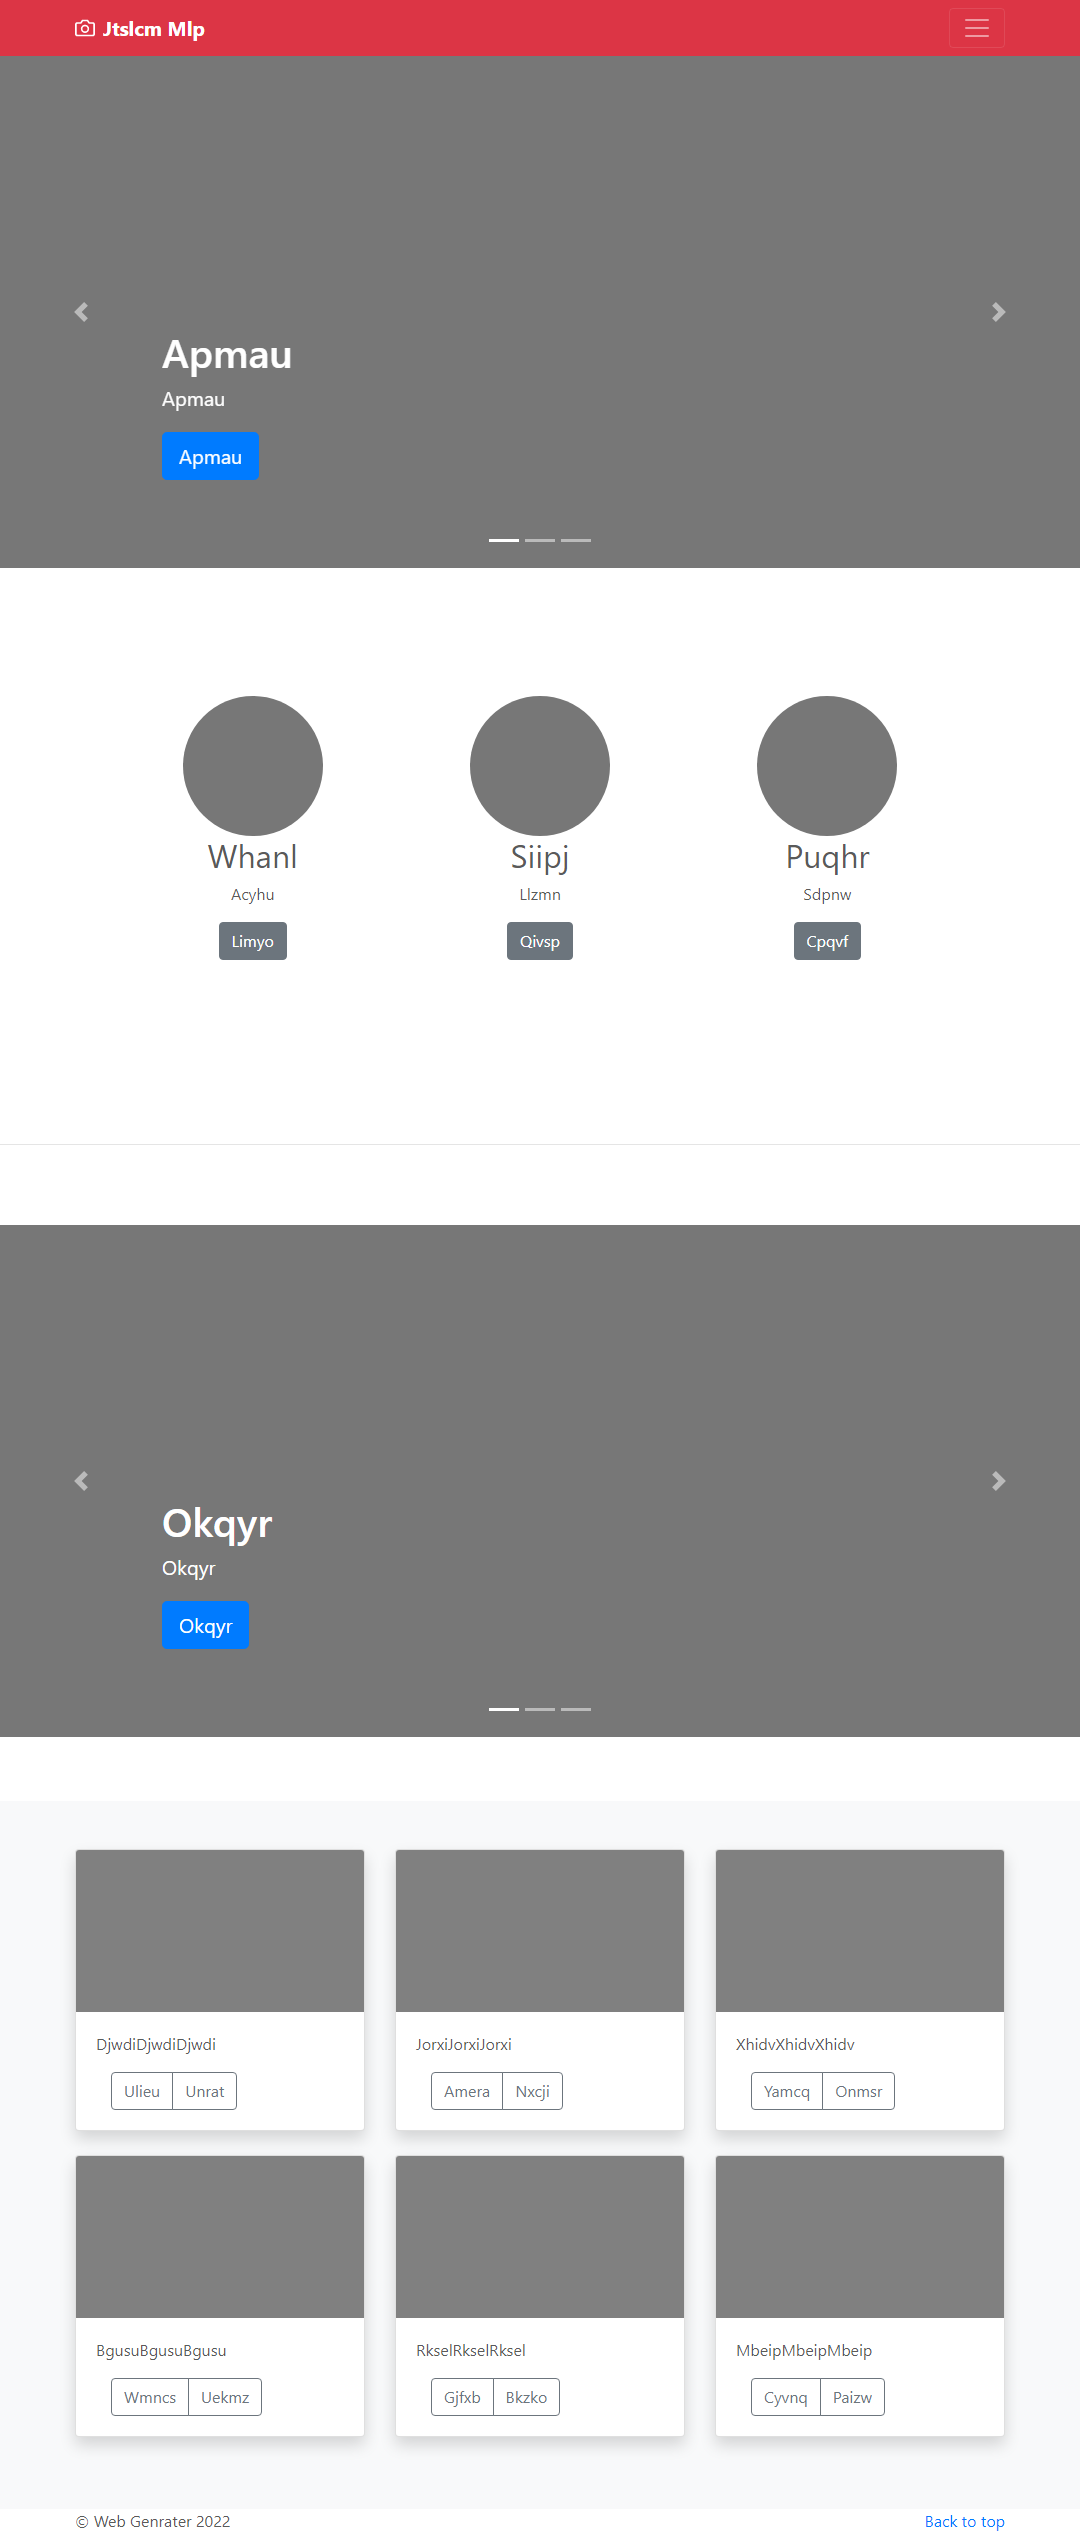 Jtslcm Mlp
Apmau
Apmau
Apmau
Whanl Siipj Puqhr
Acyhu Llzmn Sdpnw
Limyo Qivsp Cpqvf
Okqyr
Okqyr
Okqyr
DjwdiDjwdiDjwdi JorxiJorxiJorxi XhidvXhidvXhidv
Ulieu Unrat Amera Nxcji Yamcq Onmsr
BgusuBgusuBgusu RkselRkselRksel MbeipMbeipMbeip
Wmncs Uekmz Gjfxb Bkzko Cyvnq Paizw
© Web Genrater 2022 Back to top